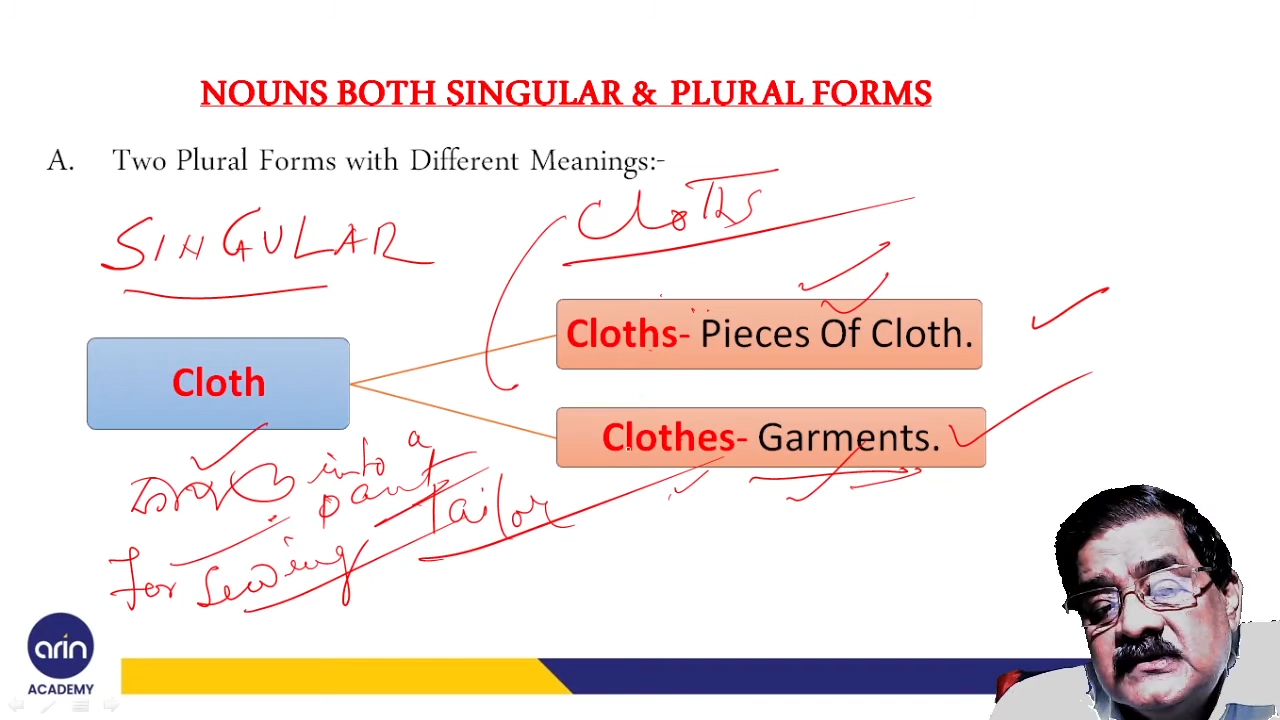 NOUNS BOTH SINGULAR & PLURAL FORMS
A. Two Plural Forms with Different Meanings:-
SINGULAR
Cloths
Cloths- Pieces Of Cloth.
Cloth
Clothes- Garments.
into a
pant
Tailor
For Sewing
arin
ACADEMY